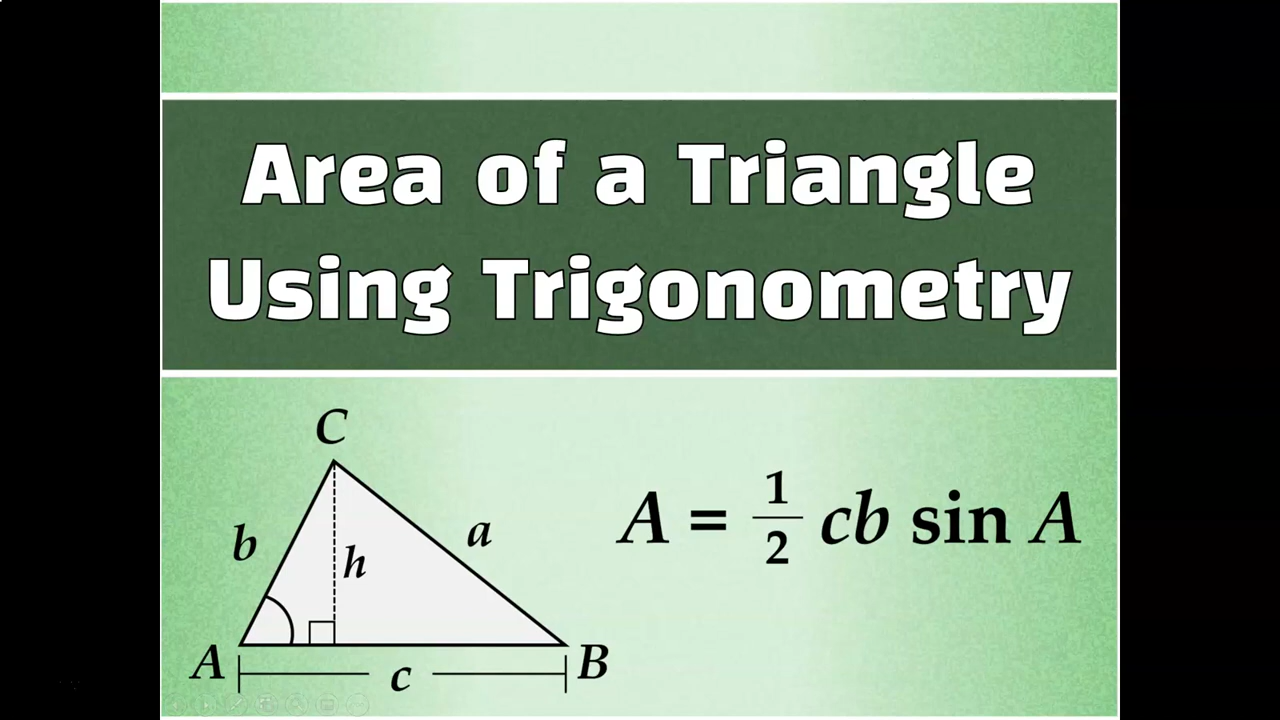 Area of a Triangle
Using Trigonometry
C
b
h
a
A = 1/2 cb sin A
A
c
B